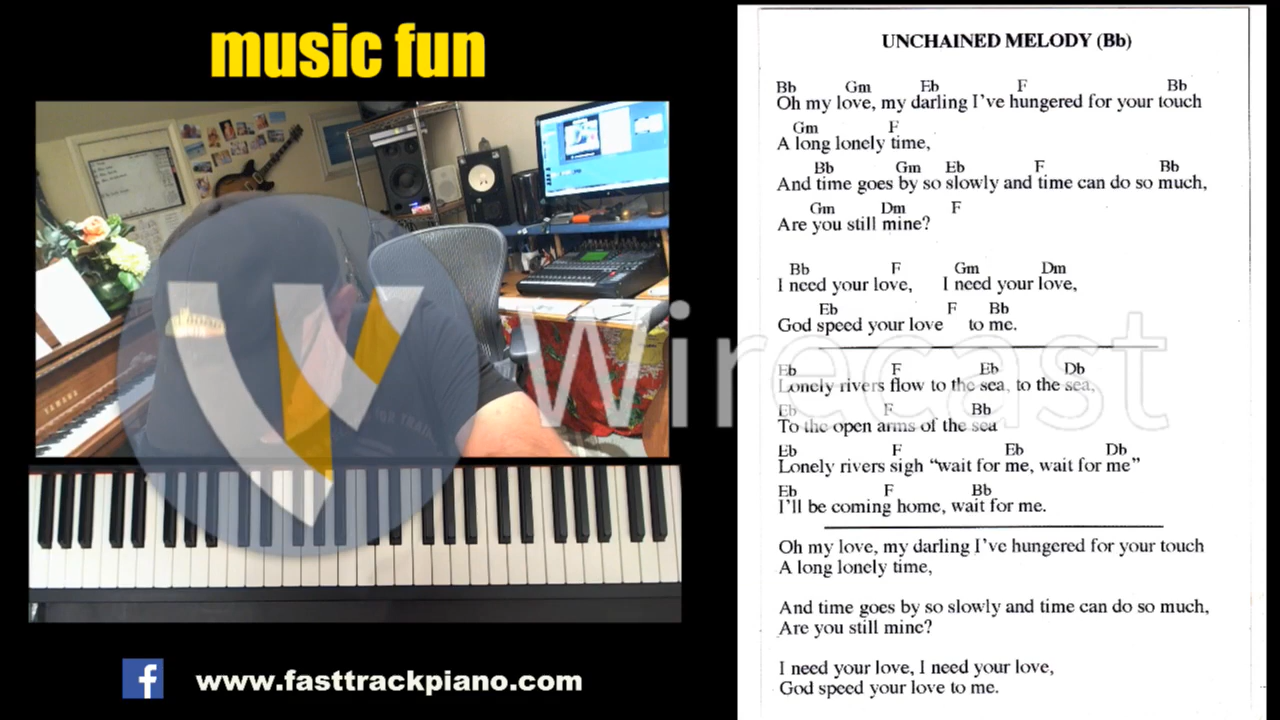 music fun
YAMAHA
Wirecast
www.fasttrackpiano.com
UNCHAINED MELODY (Bb)
Bb Gm Eb F Bb
Oh my love, my darling I've hungered for your touch
Gm F
A long lonely time,
Bb Gm Eb F Bb
And time goes by so slowly and time can do so much,
Gm Dm F
Are you still mine?
Bb F Gm Dm
I need your love, I need your love,
Eb F Bb
God speed your love to me.
Eb F Eb Db
Lonely rivers flow to the sea, to the sea,
Eb F Bb
To the open arms of the sea
Eb F Eb Db
Lonely rivers sigh “wait for me, wait for me”
Eb F Bb
I'll be coming home, wait for me.
Oh my love, my darling I've hungered for your touch
A long lonely time,
And time goes by so slowly and time can do so much,
Are you still mine?
I need your love, I need your love,
God speed your love to me.